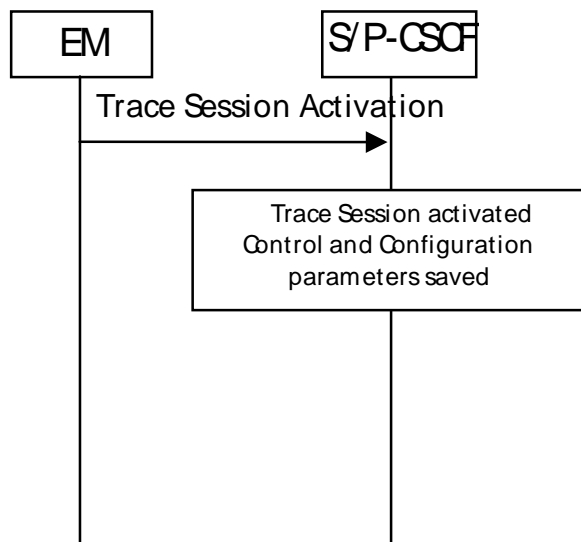 EM
S/P-CSCF
Trace Session Activation
Trace Session activated
Control and Configuration
parameters saved